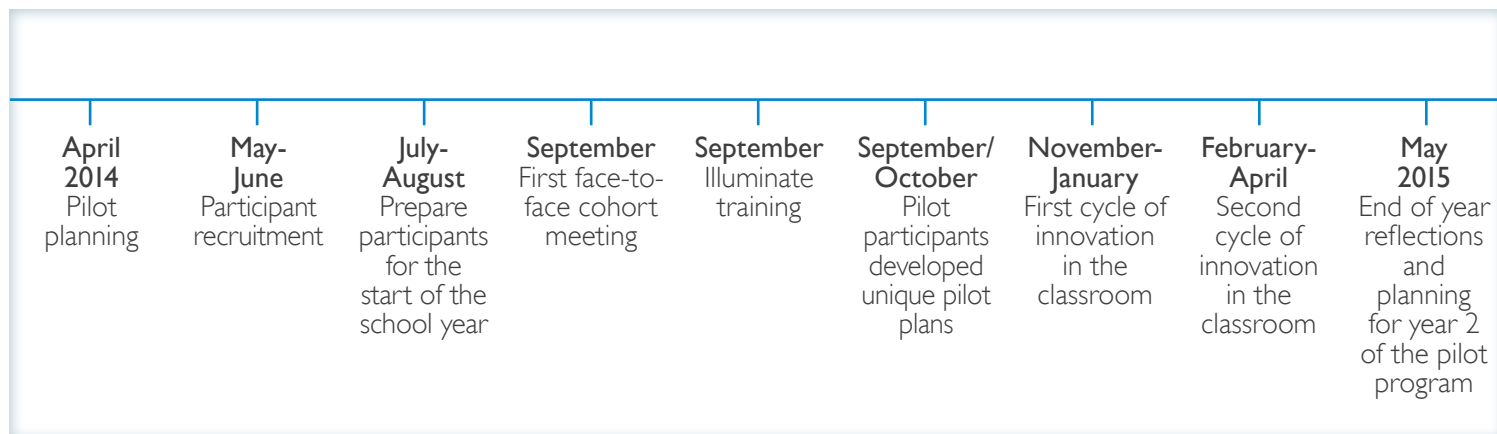 April
2014
Pilot
planning
May-
June
Participant
recruitment
July-
August
Prepare
participants
for the
start of the
school year
September
First face-to-
face cohort
meeting
September
Illuminate
training
September/
October
Pilot
participants
developed
unique pilot
plans
November-
January
First cycle of
innovation
in the
classroom
February-
April
Second
cycle of
innovation
in the
classroom
May
2015
End of year
reflections
and
planning
for year 2
of the pilot
program